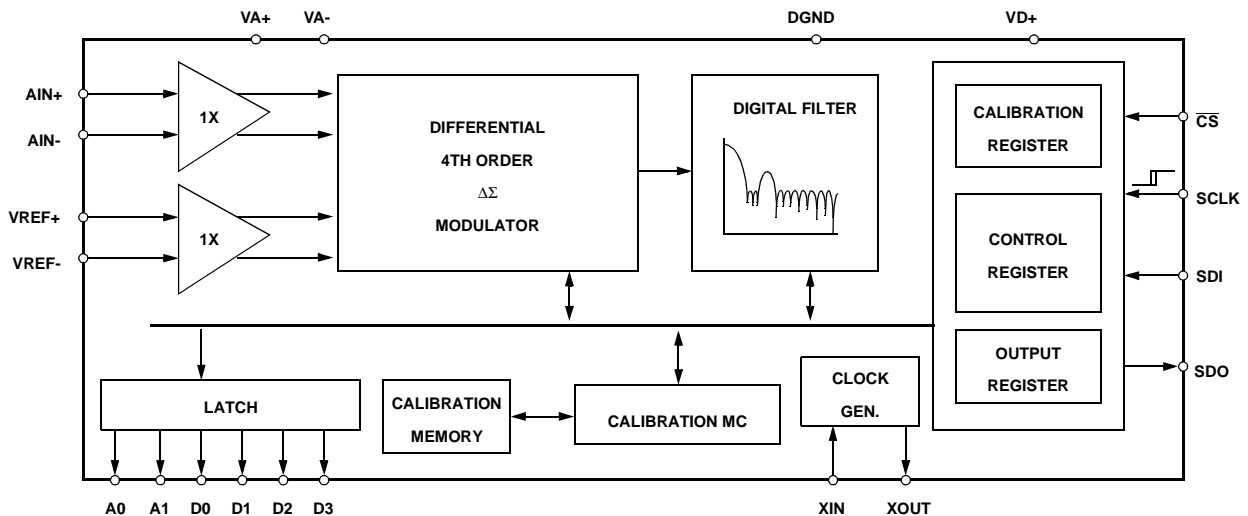 VA+
VA-
DGND
VD+
AIN+
AIN-
1X
VREF+
VREF-
1X
DIFFERENTIAL
4TH ORDER
ΔΣ
MODULATOR
DIGITAL FILTER
CALIBRATION
REGISTER
CONTROL
REGISTER
OUTPUT
REGISTER
CS
SCLK
SDI
SDO
LATCH
CALIBRATION
MEMORY
CALIBRATION MC
CLOCK
GEN.
A0
A1
D0
D1
D2
D3
XIN
XOUT